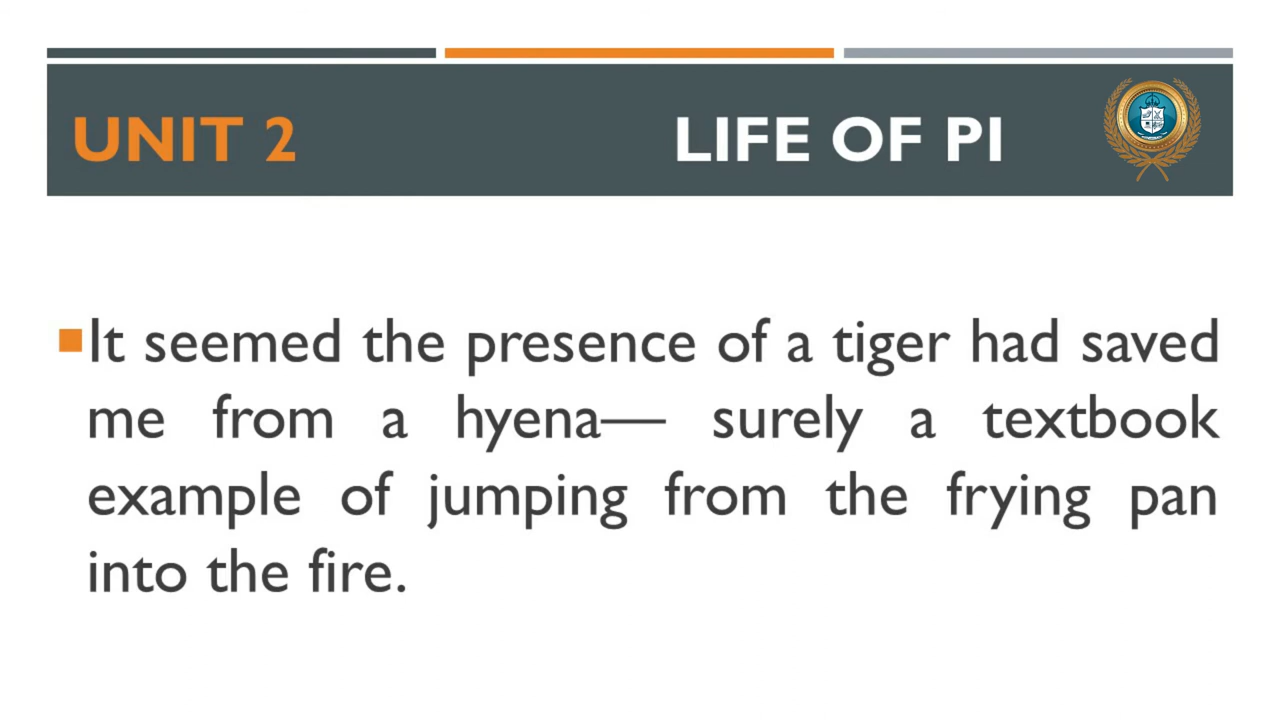 UNIT 2 LIFE OF PI
It seemed the presence of a tiger had saved
me from a hyena— surely a textbook
example of jumping from the frying pan
into the fire.